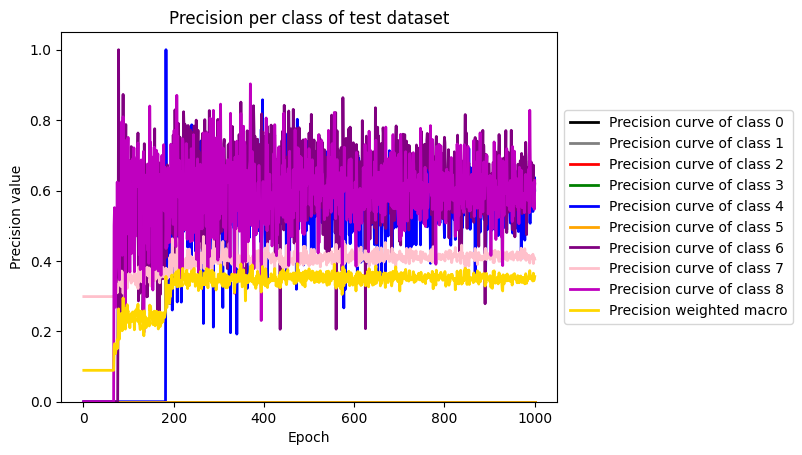 Precision per class of test dataset
Precision value
1.0
0.8
0.6
0.4
0.2
0.0
0
200
400
600
800
1000
Epoch
Precision curve of class 0
Precision curve of class 1
Precision curve of class 2
Precision curve of class 3
Precision curve of class 4
Precision curve of class 5
Precision curve of class 6
Precision curve of class 7
Precision curve of class 8
Precision weighted macro